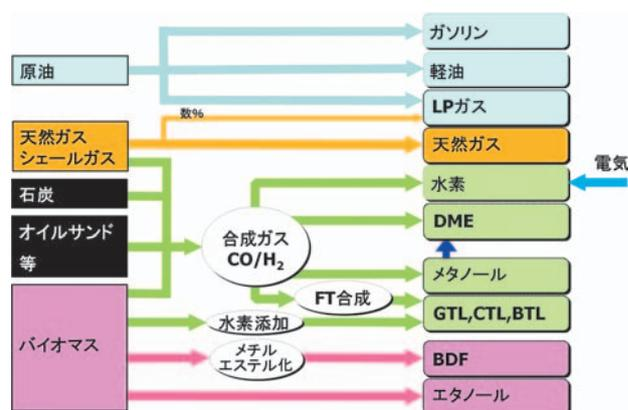 ガソリン
原油
軽油
LPガス
数%
天然ガス
シェールガス
天然ガス
電気
石炭
水素
オイルサンド
等
合成ガス
CO/H₂
DME
メタノール
FT合成
GTL,CTL,BTL
バイオマス
水素添加
メチル
エステル化
BDF
エタノール